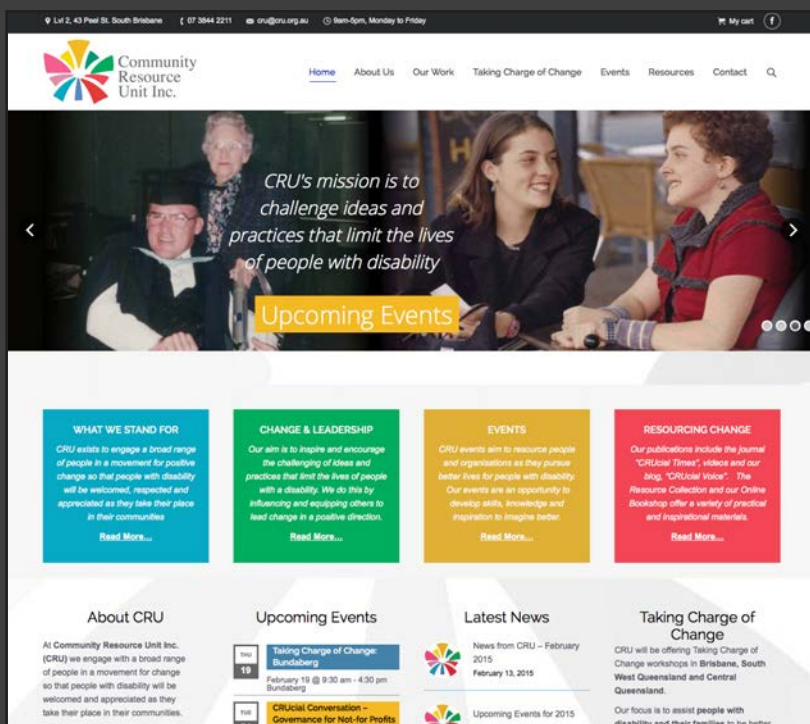 Lvl 2, 43 Peel St. South Brisbane
07 3844 2211
cru@cru.org.au
9am-5pm, Monday to Friday
My cart
f
Community
Resource
Unit Inc.
Home
About Us
Our Work
Taking Charge of Change
Events
Resources
Contact
CRU's mission is to
challenge ideas and
practices that limit the lives
of people with disability
Upcoming Events
WHAT WE STAND FOR
CRU exists to engage a broad range
of people in a movement for positive
change so that people with disability
will be welcomed, respected and
appreciated as they take their place
in their communities
Read More...
CHANGE & LEADERSHIP
Our aim is to inspire and encourage
the challenging of ideas and
practices that limit the lives of people
with a disability. We do this by
influencing and equipping others to
lead change in a positive direction.
Read More...
EVENTS
CRU events aim to resource people
and organisations as they pursue
better lives for people with disability.
Our events are an opportunity to
develop skills, knowledge and
inspiration to imagine better.
Read More...
RESOURCING CHANGE
Our publications include the journal
"CRUcial Times", videos and our
blog, "CRUcial Voice". The
Resource Collection and our Online
Bookshop offer a variety of practical
and inspirational materials.
Read More...
About CRU
At Community Resource Unit Inc.
(CRU) we engage with a broad range
of people in a movement for change
so that people with disability will be
welcomed and appreciated as they
take their place in their communities.
Upcoming Events
THU
19
Taking Charge of Change:
Bundaberg
February 19 @ 9:30 am - 4:30 pm
Bundaberg
TUE
CRUcial Conversation –
Governance for Not-for Profits
Latest News
News from CRU – February
2015
February 13, 2015
Upcoming Events for 2015
Taking Charge of
Change
CRU will be offering Taking Charge of
Change workshops in Brisbane, South
West Queensland and Central
Queensland.
Our focus is to assist people with
disability and their families to be better